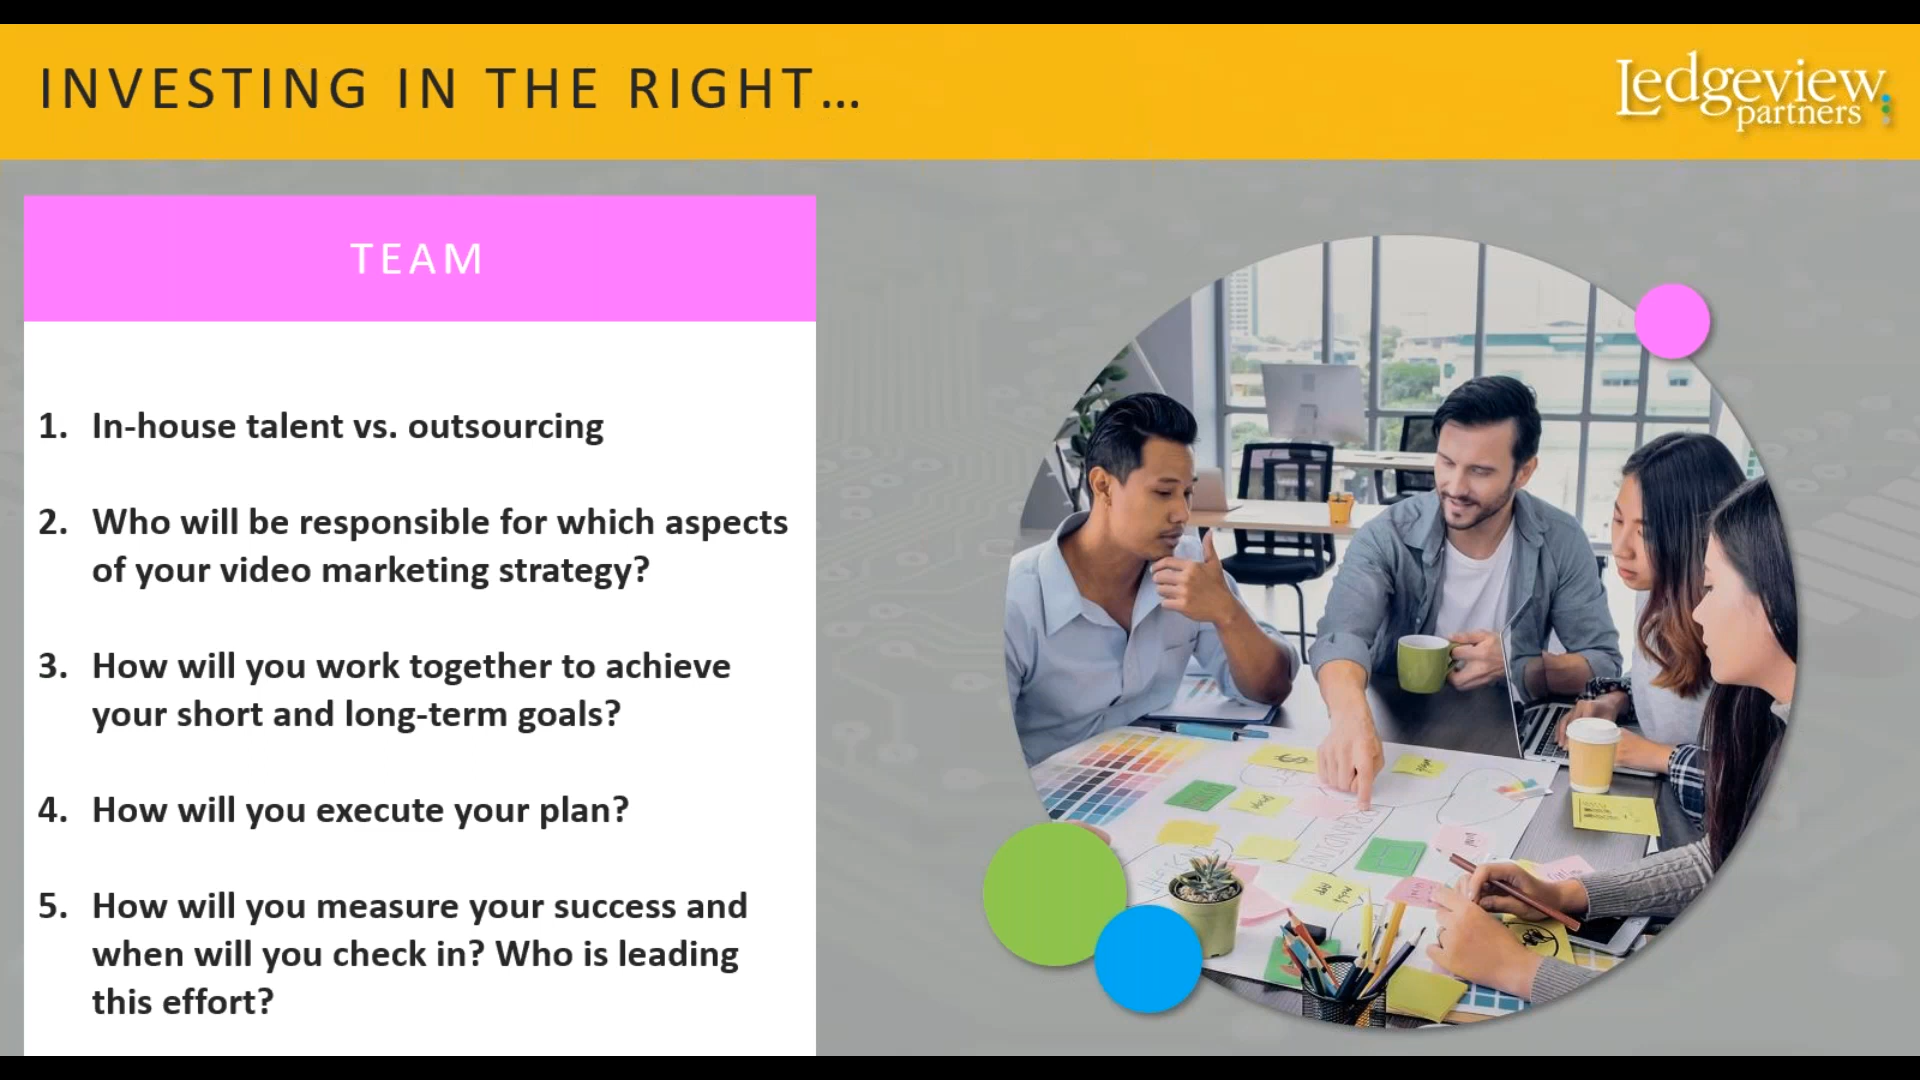 INVESTING IN THE RIGHT…
Ledgeview
partners
TEAM
1. In-house talent vs. outsourcing
2. Who will be responsible for which aspects
of your video marketing strategy?
3. How will you work together to achieve
your short and long-term goals?
4. How will you execute your plan?
5. How will you measure your success and
when will you check in? Who is leading
this effort?
BRANDING